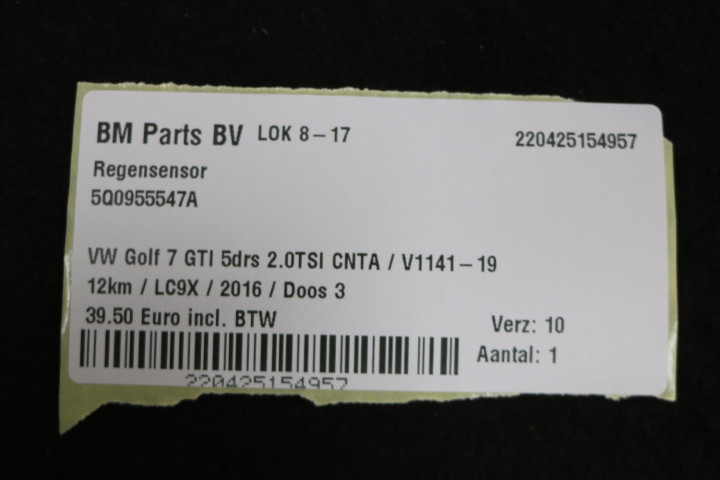 BM Parts BV LOK 8-17 220425154957
Regensensor
5Q0955547A
VW Golf 7 GTI 5drs 2.0TSI CNTA / V1141-19
12km / LC9X / 2016 / Doos 3
39.50 Euro incl. BTW Verz: 10
Aantal: 1
220425154957